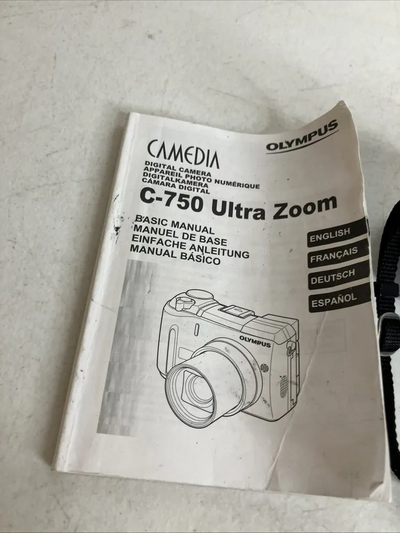 CAMEDIA
OLYMPUS
DIGITAL CAMERA
APPAREIL PHOTO NUMÉRIQUE
DIGITALKAMERA
CÁMARA DIGITAL
C-750 Ultra Zoom
BASIC MANUAL
MANUEL DE BASE
EINFACHE ANLEITUNG
MANUAL BÁSICO
ENGLISH
FRANÇAIS
DEUTSCH
ESPAÑOL
OLYMPUS